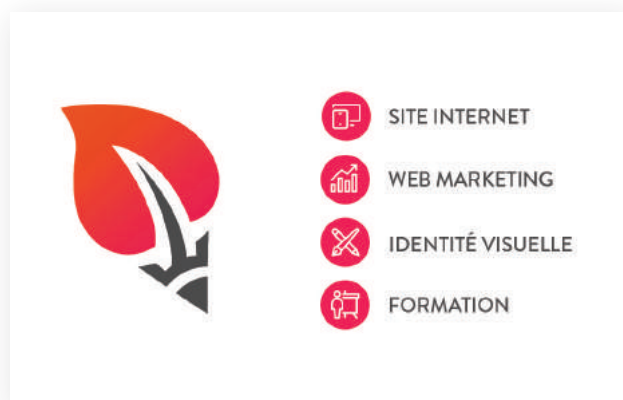 SITE INTERNET
WEB MARKETING
IDENTITÉ VISUELLE
FORMATION